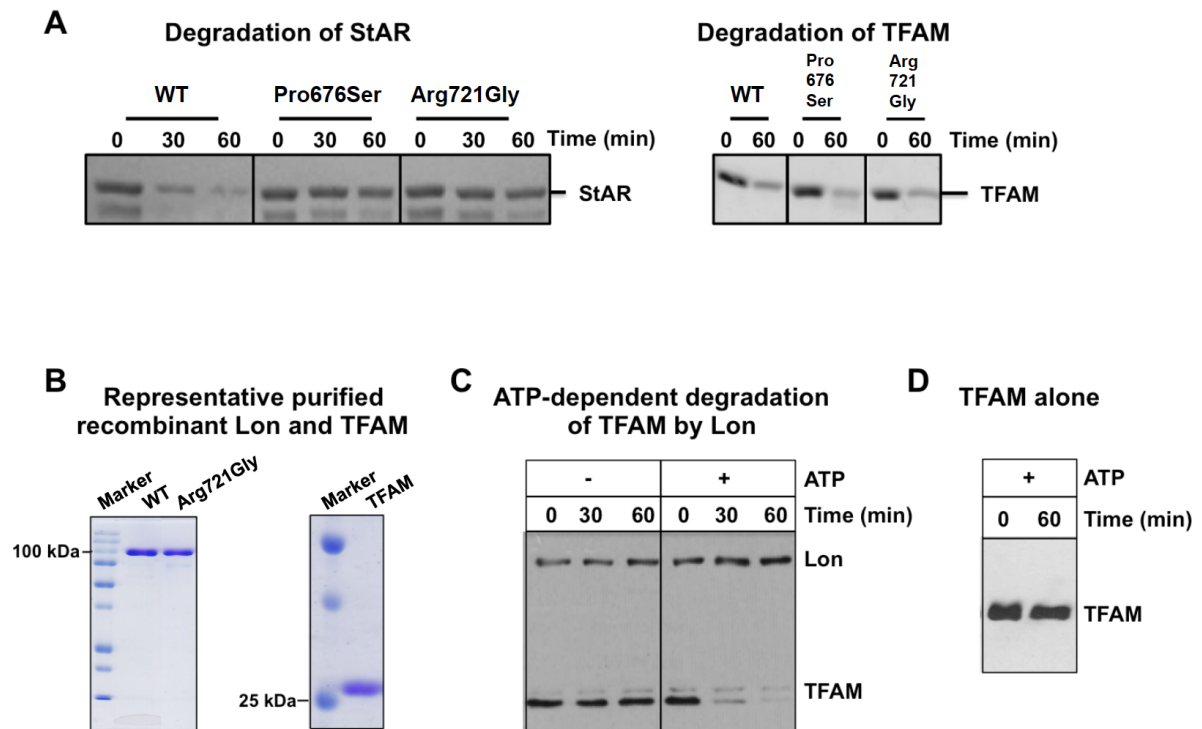 A
Degradation of StAR
WT Pro676Ser Arg721Gly
0 30 60 0 30 60 0 30 60 Time (min)
StAR
Degradation of TFAM
WT
Pro
676
Ser
Arg
721
Gly
0 60 0 60 0 60 Time (min)
TFAM
B
Representative purified
recombinant Lon and TFAM
Marker
WT
Arg721Gly
100 kDa
Marker
TFAM
25 kDa
C
ATP-dependent degradation
of TFAM by Lon
- + ATP
0 30 60 0 30 60 Time (min)
Lon
TFAM
D
TFAM alone
+ ATP
0 60 Time (min)
TFAM